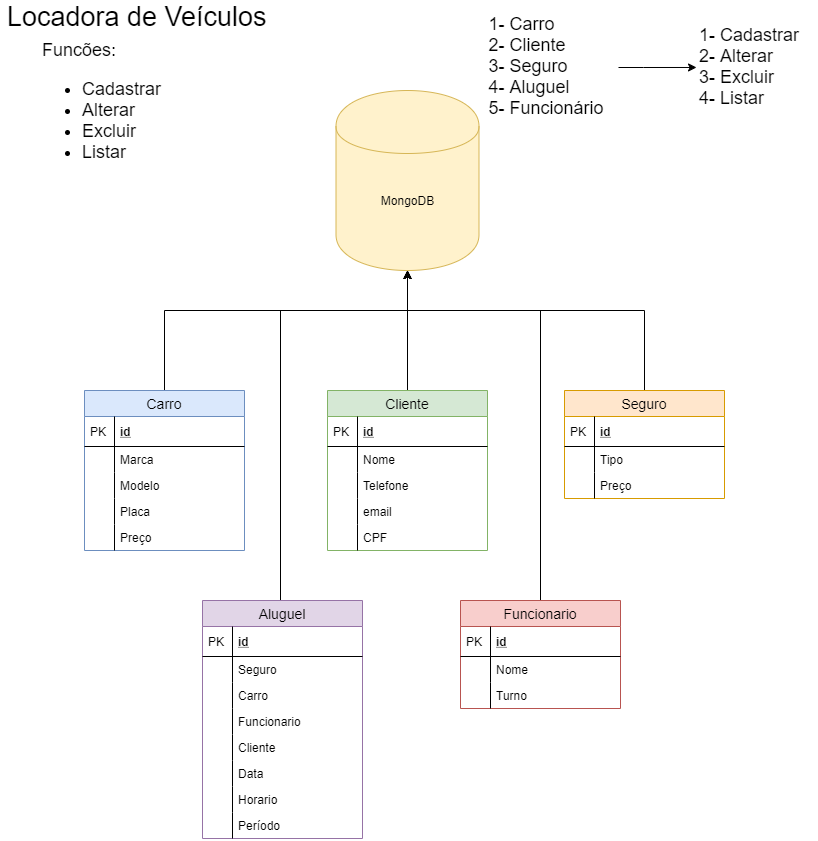 Locadora de Veículos
Funcões:
Cadastrar
Alterar
Excluir
Listar
1- Carro
2- Cliente
3- Seguro
4- Aluguel
5- Funcionário
1- Cadastrar
2- Alterar
3- Excluir
4- Listar
MongoDB
Carro
PK id
Marca
Modelo
Placa
Preço
Cliente
PK id
Nome
Telefone
email
CPF
Seguro
PK id
Tipo
Preço
Aluguel
PK id
Seguro
Carro
Funcionario
Cliente
Data
Horario
Período
Funcionario
PK id
Nome
Turno